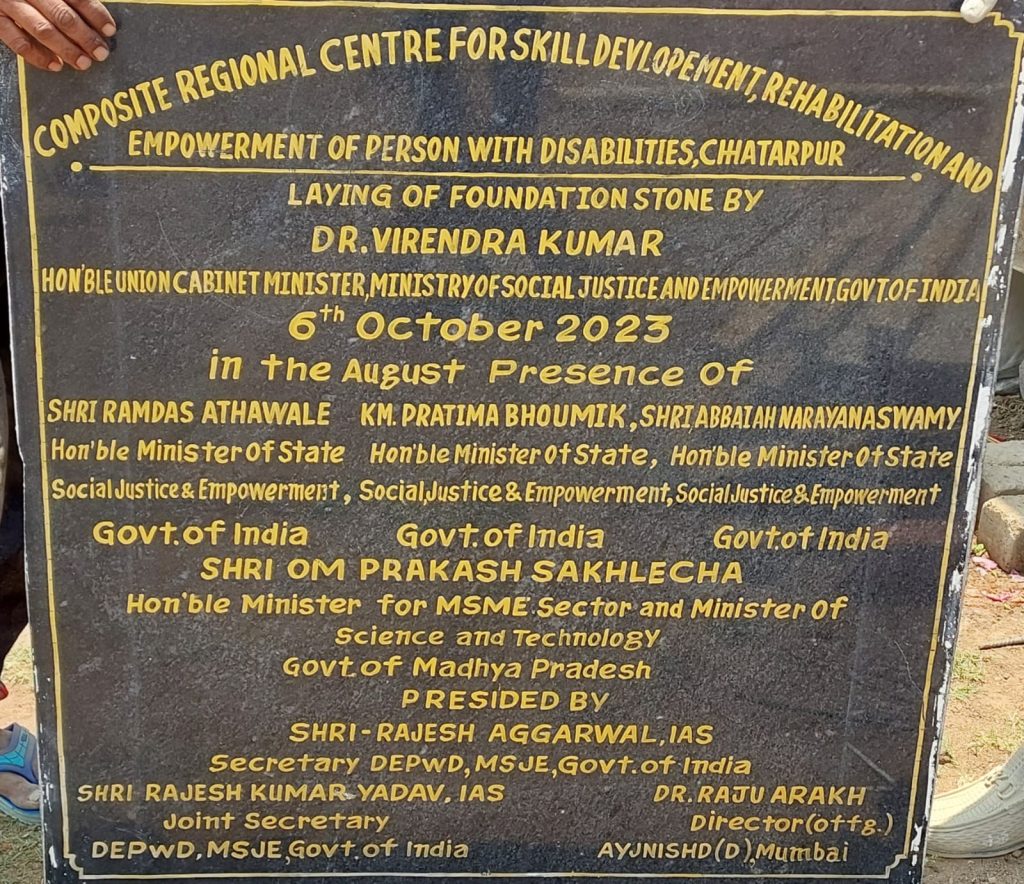 COMPOSITE REGIONAL CENTRE FOR SKILL DEVLOPEMENT, REHABILITATION AND
EMPOWERMENT OF PERSON WITH DISABILITIES, CHHATARPUR
LAYING OF FOUNDATION STONE BY
DR. VIRENDRA KUMAR
HON'BLE UNION CABINET MINISTER, MINISTRY OF SOCIAL JUSTICE AND EMPOWERMENT, GOVT. OF INDIA
6th October 2023
in the August Presence Of
SHRI RAMDAS ATHAWALE KM. PRATIMA BHOUMIK, SHRI ABBAIAH NARAYANASWAMY
Hon'ble Minister Of State Hon'ble Minister Of State, Hon'ble Minister Of State
Social Justice & Empowerment, Social, Justice & Empowerment, Social Justice & Empowerment
Govt. of India Govt. of India Govt. of India
SHRI OM PRAKASH SAKHLECHA
Hon'ble Minister for MSME Sector and Minister Of
Science and Technology
Govt. of Madhya Pradesh
PRESIDED BY
SHRI-RAJESH AGGARWAL, IAS
Secretary DEPwD, MSJE, Govt. of India
SHRI RAJESH KUMAR YADAV, IAS DR. RAJU ARAKH
Joint Secretary Director (offg.)
DEPwD, MSJE, Govt. of India AYJNISHD (D), Mumbai